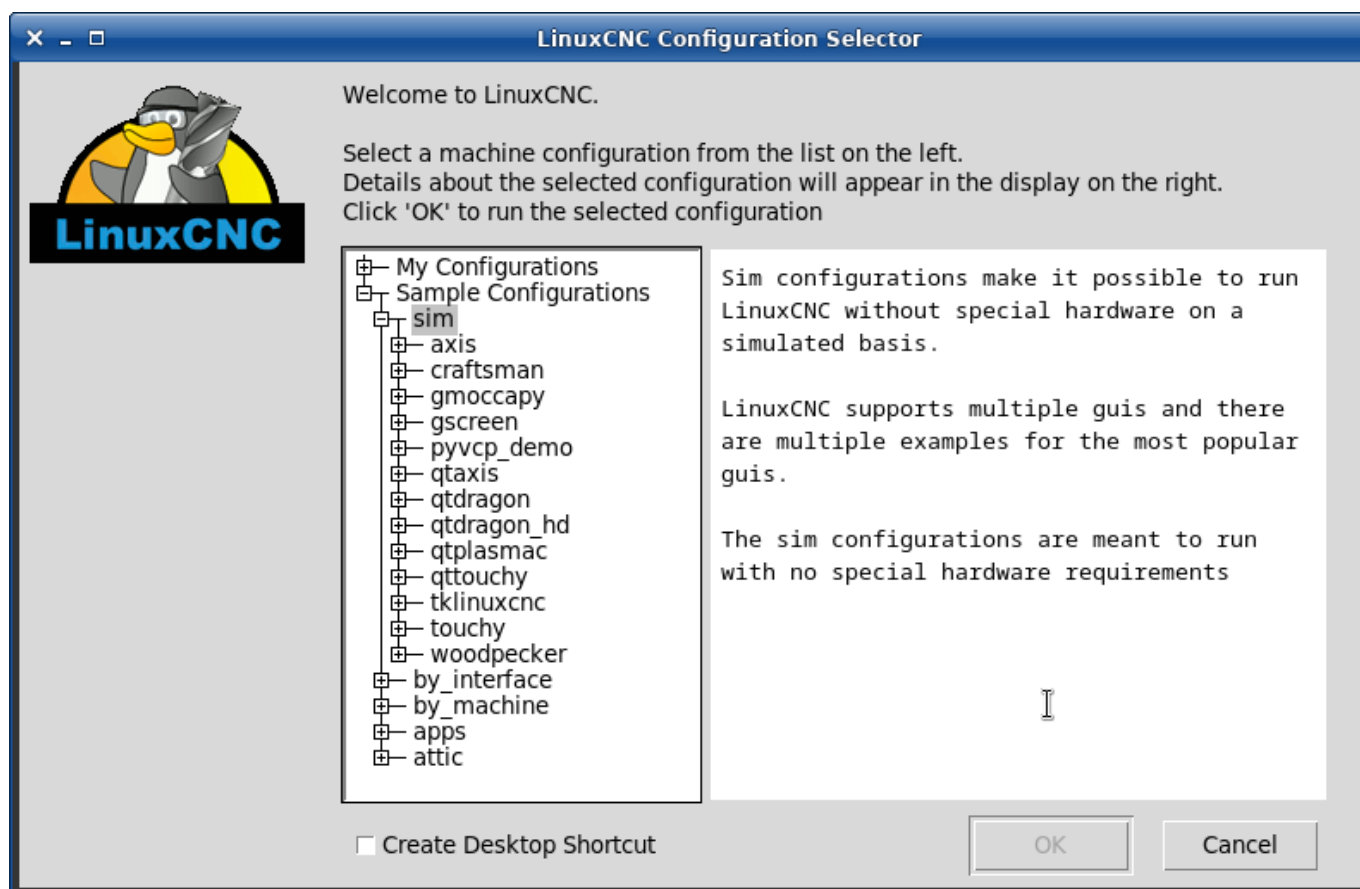 LinuxCNC Configuration Selector
LinuxCNC
Welcome to LinuxCNC.
Select a machine configuration from the list on the left.
Details about the selected configuration will appear in the display on the right.
Click 'OK' to run the selected configuration
My Configurations
Sample Configurations
sim
axis
craftsman
gmoccapy
gscreen
pyvcp_demo
qtaxis
qtdragon
qtdragon_hd
qtplasmac
qttouchy
tklinuxcnc
touchy
woodpecker
by_interface
by_machine
apps
attic
Sim configurations make it possible to run
LinuxCNC without special hardware on a
simulated basis.
LinuxCNC supports multiple guis and there
are multiple examples for the most popular
guis.
The sim configurations are meant to run
with no special hardware requirements
Create Desktop Shortcut
OK
Cancel